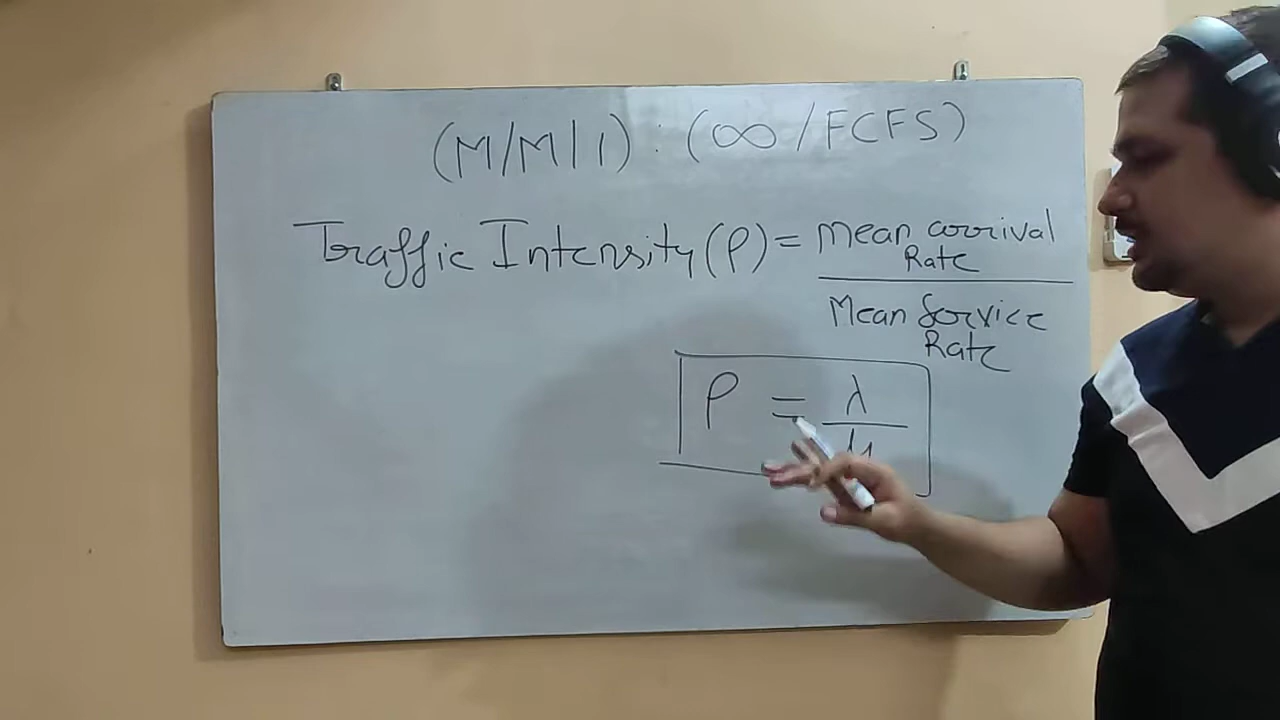 (M/M/1) : (∞/FCFS)
Traffic Intensity (ρ) = Mean arrival
Rate
Mean Service
Rate
ρ = λ
μ